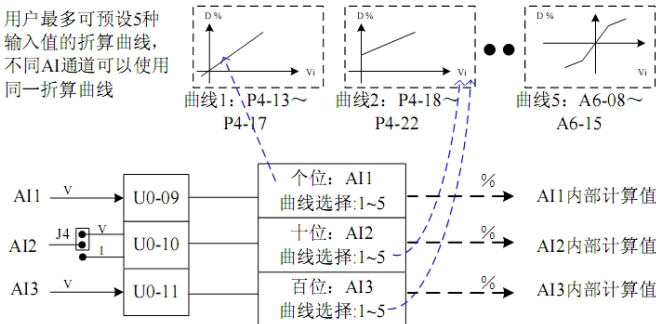 用户最多可预设5种
输入值的折算曲线，
不同AI通道可以使用
同一折算曲线
D %
Vi
曲线1：P4-13～
P4-17
D %
Vi
曲线2：P4-18～
P4-22
D %
Vi
曲线5：A6-08～
A6-15
AI1
V
U0-09
个位：AI1
曲线选择:1~5
%
AI1内部计算值
AI2
J4
V
I
U0-10
十位：AI2
曲线选择:1~5
%
AI2内部计算值
AI3
V
U0-11
百位：AI3
曲线选择:1~5
%
AI3内部计算值